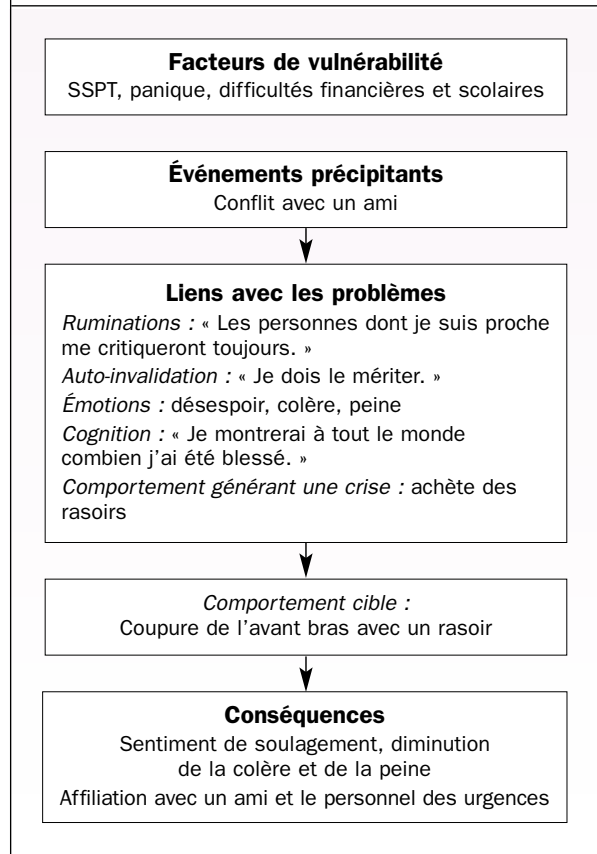 Facteurs de vulnérabilité
SSPT, panique, difficultés financières et scolaires
Événements précipitants
Conflit avec un ami
Liens avec les problèmes
Ruminations : « Les personnes dont je suis proche
me critiqueront toujours. »
Auto-invalidation : « Je dois le mériter. »
Émotions : désespoir, colère, peine
Cognition : « Je montrerai à tout le monde
combien j'ai été blessé. »
Comportement générant une crise : achète des
rasoirs
Comportement cible :
Coupure de l'avant bras avec un rasoir
Conséquences
Sentiment de soulagement, diminution
de la colère et de la peine
Affiliation avec un ami et le personnel des urgences